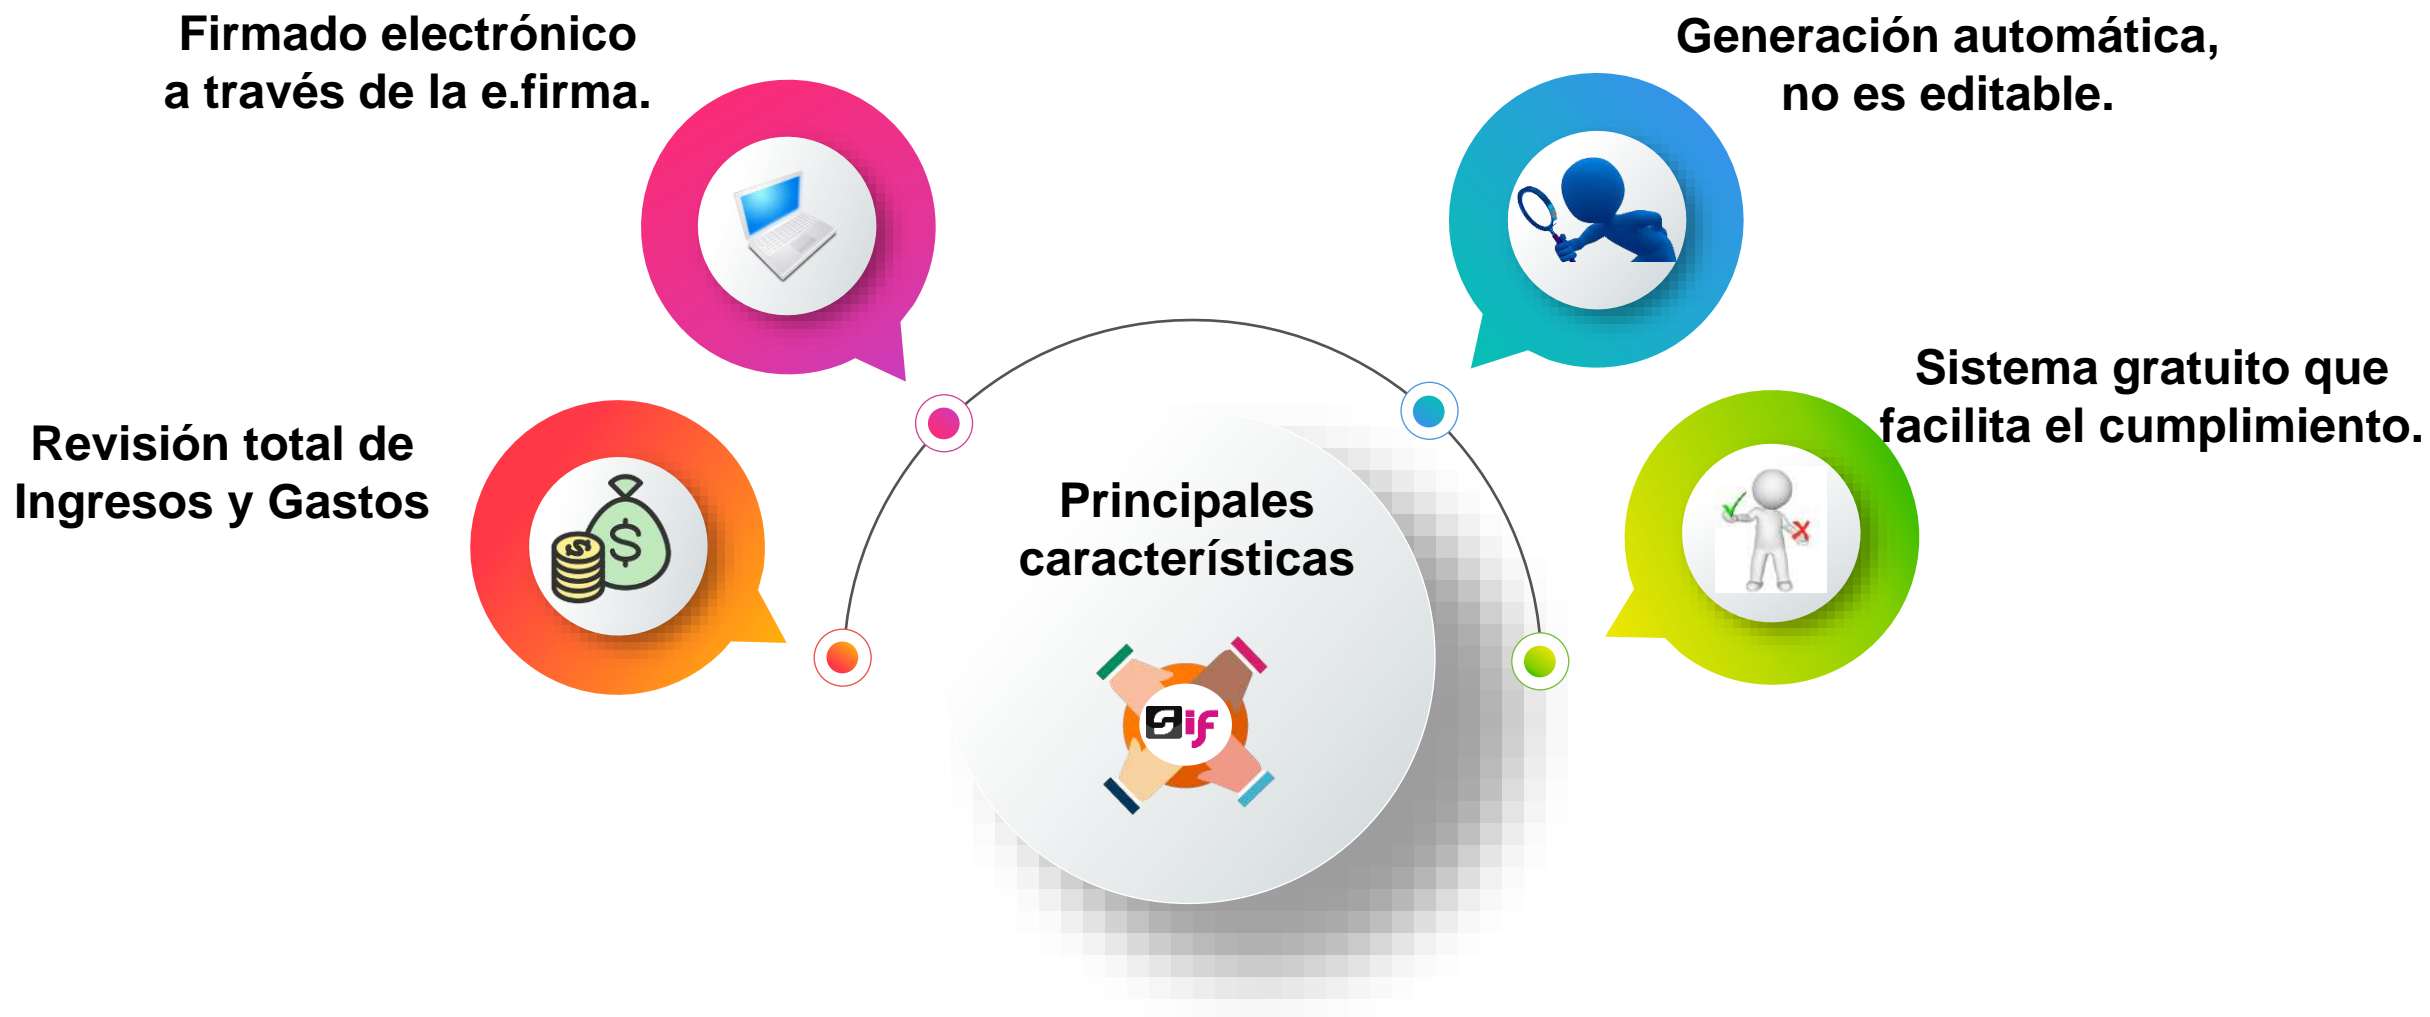 Firmado electrónico
a través de la e.firma.
Generación automática,
no es editable.
Revisión total de
Ingresos y Gastos
Sistema gratuito que
facilita el cumplimiento.
Principales
características
$
$
Sif